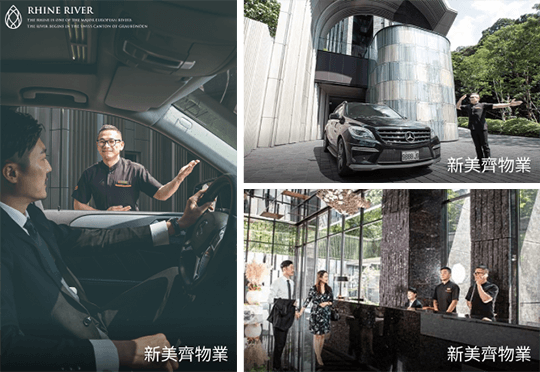 RHINE RIVER
THE RHINE IS ONE OF THE MAJOR EUROPEAN RIVERS
THE RIVER BEGINS IN THE SWISS CANTON OF GRAUBÜNDEN
新美齊物業
新美齊物業
新美齊物業